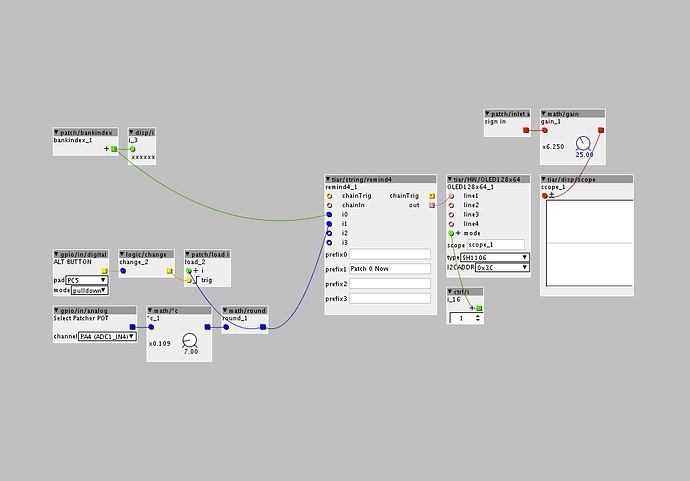 patch/bankindex
bankindex_1
+
disp/i
i_3
xxxxxx
patch/inlet a
sign in
math/gain
gain_1
x6.250
25.00
tiar/string/remind4
remind4_1
chainTrig chainTrig
chainIn out
i0
i1
i2
i3
prefix0
prefix1 Patch 0 Now
prefix2
prefix3
tiar/HW/OLED128x64
OLED128x64_1
line1
line2
line3
line4
+ mode
scope scope_1
type SH1106
I2CADDR 0x3C
tiar/disp/scope
scope_1
ctrl/i
i_16
+
1
gpio/in/digital
ALT BUTTON
pad PC5
mode pulldown
logic/change
change_2
patch/load i
load_2
+ i
trig
gpio/in/analog
Select Patcher POT
channel PA4 (ADC1_IN4)
math/*c
*c_1
x0.109
7.00
math/round
round_1